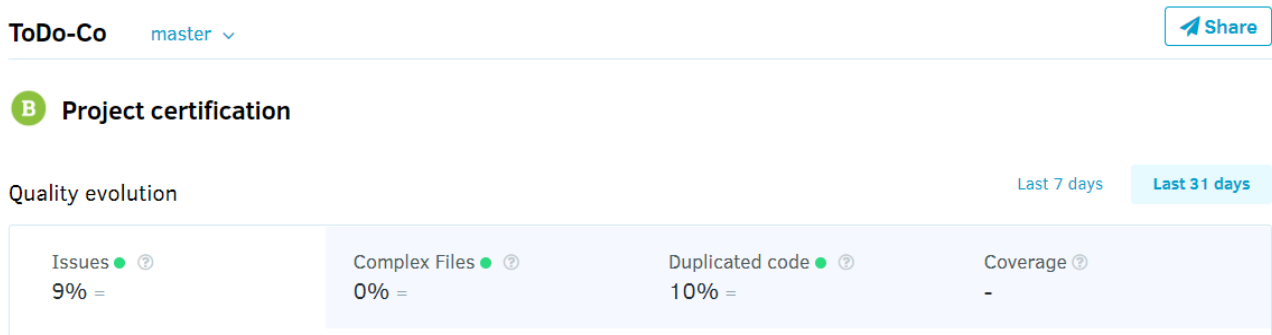 ToDo-Co master Share
B Project certification
Quality evolution Last 7 days Last 31 days
Issues ? Complex Files ? Duplicated code ? Coverage ?
9% = 0% = 10% = -